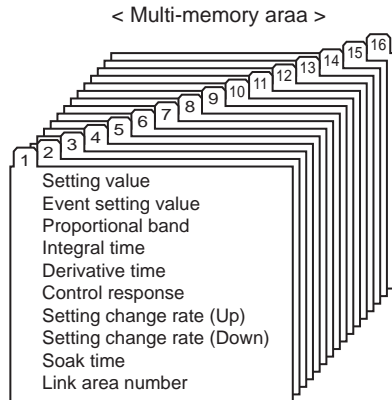 < Multi-memory araa >
1 2 3 4 5 6 7 8 9 10 11 12 13 14 15 16
Setting value
Event setting value
Proportional band
Integral time
Derivative time
Control response
Setting change rate (Up)
Setting change rate (Down)
Soak time
Link area number